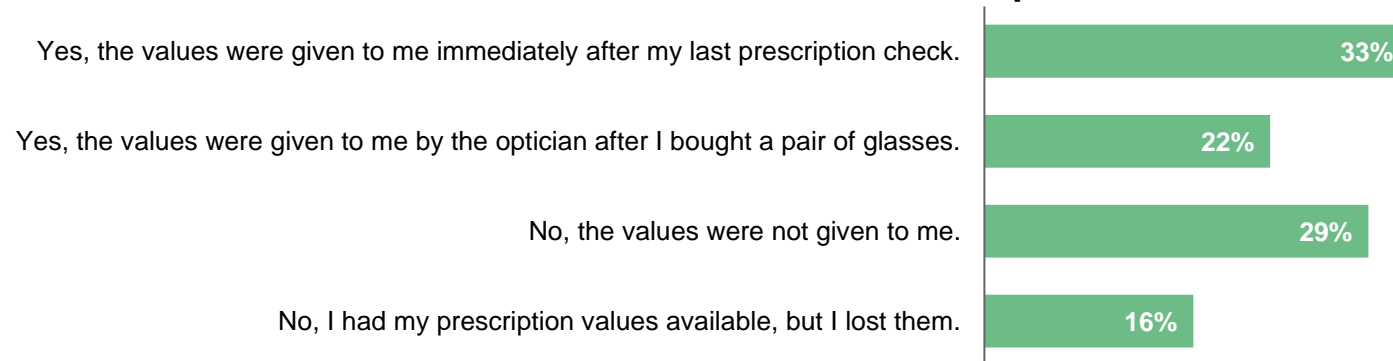 Yes, the values were given to me immediately after my last prescription check.
33%
Yes, the values were given to me by the optician after I bought a pair of glasses.
22%
No, the values were not given to me.
29%
No, I had my prescription values available, but I lost them.
16%